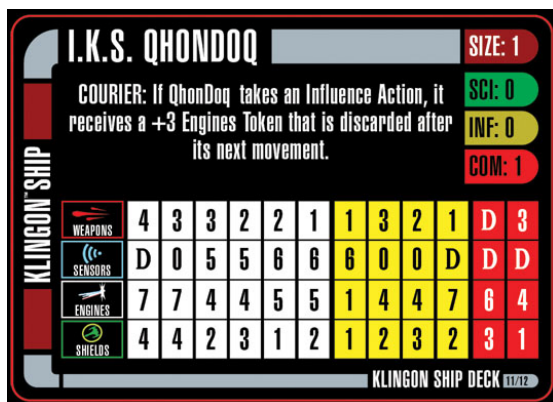 I.K.S. QHONDOQ
SIZE: 1
COURIER: If QhonDoq takes an Influence Action, it
receives a +3 Engines Token that is discarded after
its next movement.
SCI: 0
INF: 0
COM: 1
KLINGON™ SHIP
WEAPONS 4 3 3 2 2 1 1 3 2 1 D 3
SENSORS D 0 5 5 6 6 6 0 0 D D D
ENGINES 7 7 4 4 5 5 1 4 4 7 6 4
SHIELDS 4 4 2 3 1 2 1 2 3 2 3 1
KLINGON SHIP DECK 11/12